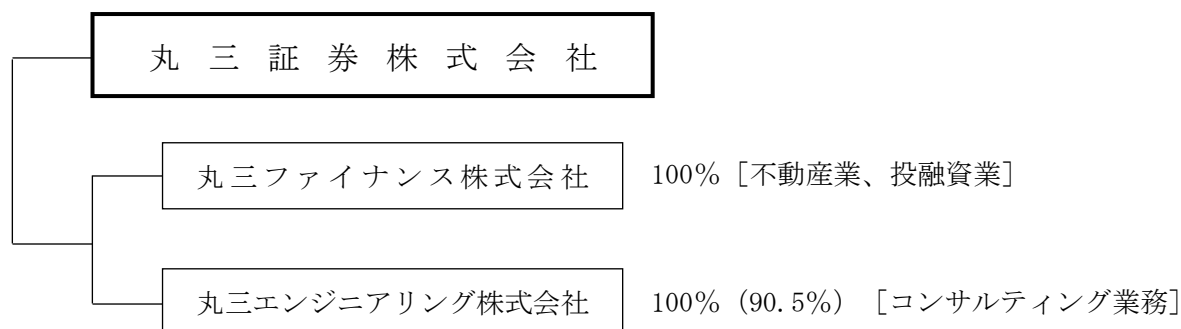 丸三証券株式会社
丸三ファイナンス株式会社 100％［不動産業、投融資業］
丸三エンジニアリング株式会社 100％（90.5％）［コンサルティング業務］